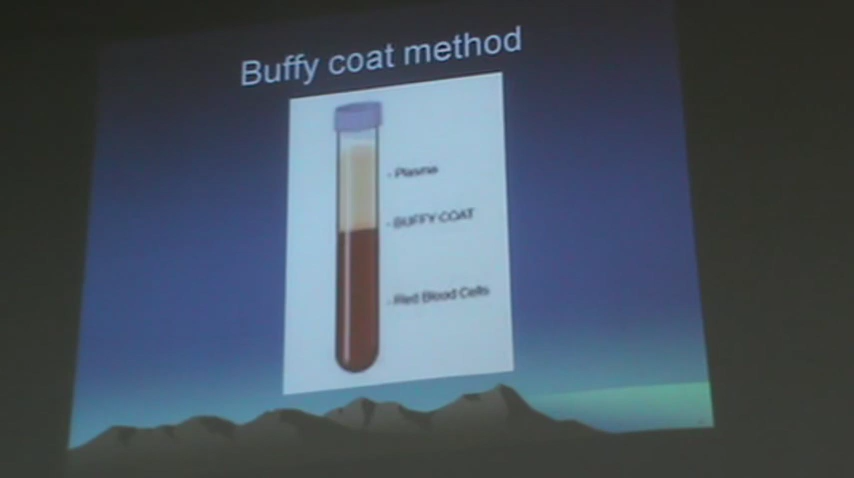 Buffy coat method
- Plasma
- BUFFY COAT
- Red Blood Cells